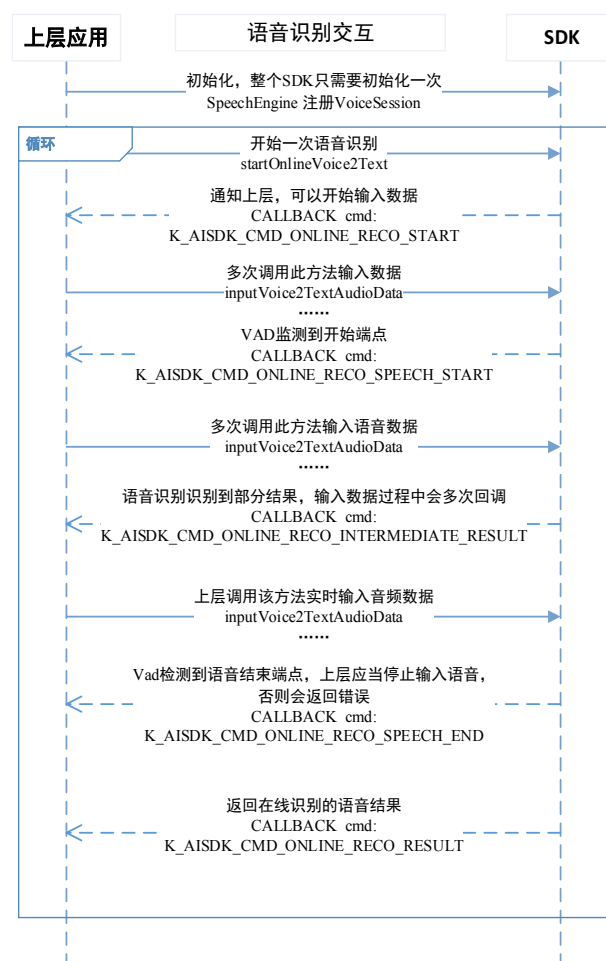 上层应用
语音识别交互
SDK
初始化，整个SDK只需要初始化一次
SpeechEngine 注册VoiceSession
循环
开始一次语音识别
startOnlineVoice2Text
通知上层，可以开始输入数据
CALLBACK cmd:
K_AISDK_CMD_ONLINE_RECO_START
多次调用此方法输入数据
inputVoice2TextAudioData
……
VAD监测到开始端点
CALLBACK cmd:
K_AISDK_CMD_ONLINE_RECO_SPEECH_START
多次调用此方法输入语音数据
inputVoice2TextAudioData
……
语音识别识别到部分结果，输入数据过程中会多次回调
CALLBACK cmd:
K_AISDK_CMD_ONLINE_RECO_INTERMEDIATE_RESULT
上层调用该方法实时输入音频数据
inputVoice2TextAudioData
……
Vad检测到语音结束端点，上层应当停止输入语音，
否则会返回错误
CALLBACK cmd:
K_AISDK_CMD_ONLINE_RECO_SPEECH_END
返回在线识别的语音结果
CALLBACK cmd:
K_AISDK_CMD_ONLINE_RECO_RESULT